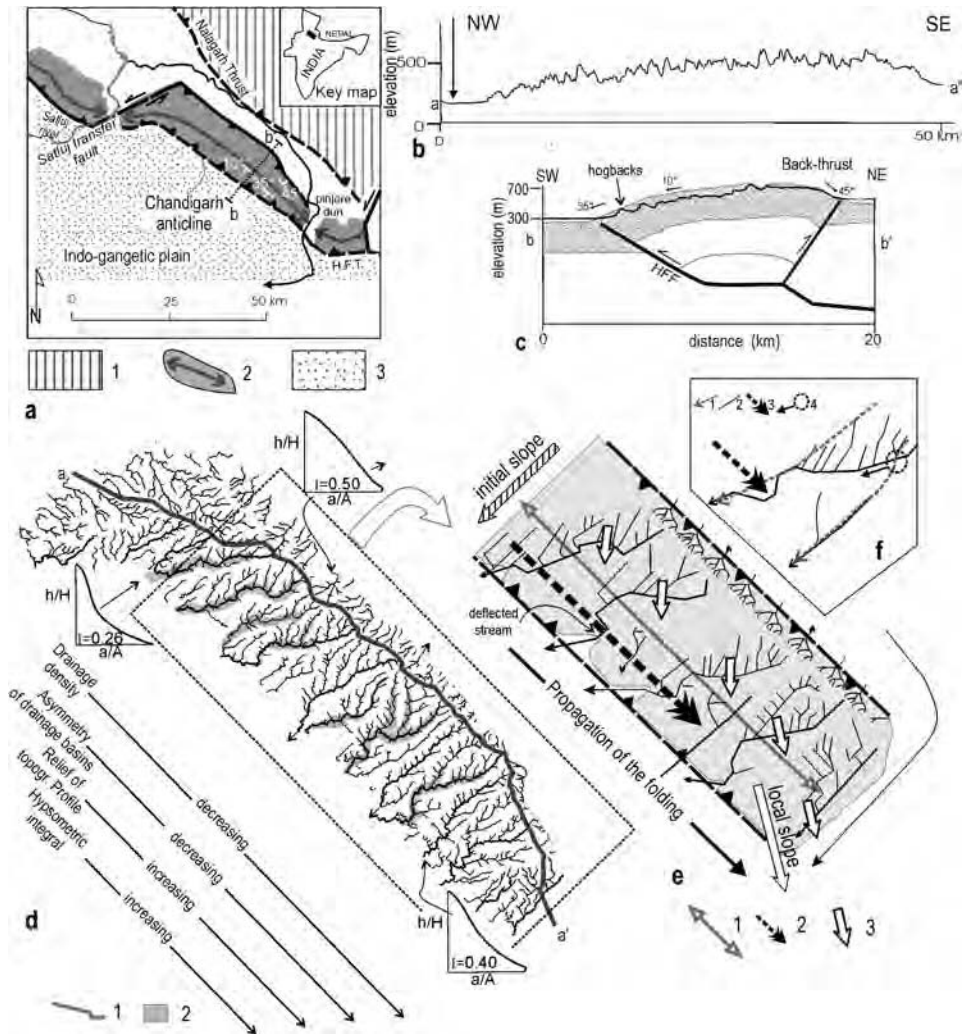 Nalagarh Thrust
NEPAL
INDIA
Key map
Satluj transfer
fault
b'
b
Chandigarh
anticline
pinjore
dun
Indo-gangetic plain
H.F.T.
N
0 25 50 km
1 2 3
a
NW SE
elevation (m)
500
0
a a'
0 50 km
b
SW NE
hogbacks
Back-thrust
10°
35°
45°
700
300
elevation (m)
b b'
HFF
0 20
distance (km)
c
a
h/H
I=0.50
a/A
h/H
I=0.26
a/A
h/H
I=0.40
a/A
a'
Drainage
density
decreasing
Asymmetry
of drainage basins
decreasing
Relief of
topogr. Profile
increasing
Hypsometric
integral
increasing
d
1 2
initial slope
deflected
stream
Propagation of the folding
local slope
e
1 2 3
1 2 3 4
f